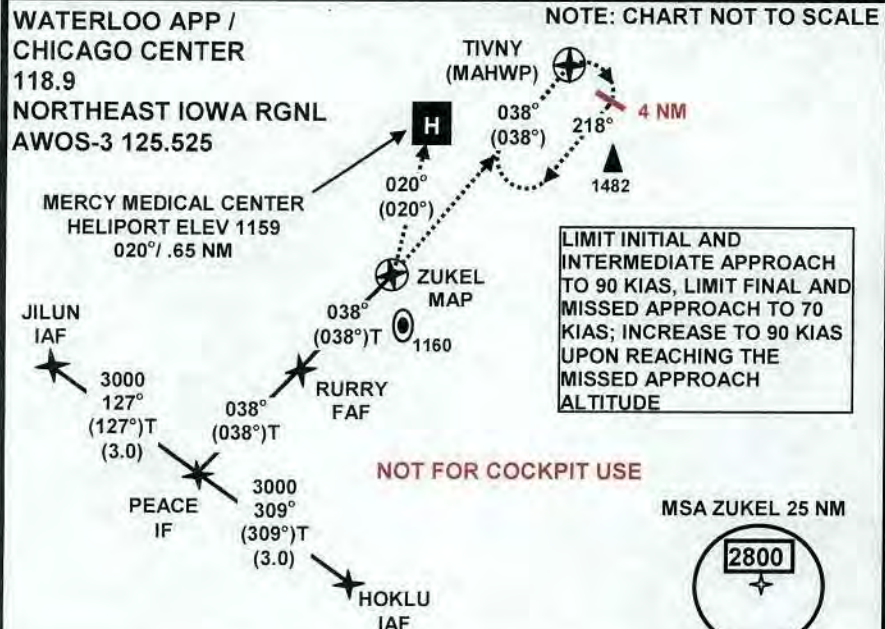 WATERLOO APP /
CHICAGO CENTER
118.9
NORTHEAST IOWA RGNL
AWOS-3 125.525
NOTE: CHART NOT TO SCALE
TIVNY
(MAHWP)
038°
(038°)
218°
4 NM
1482
H
020°
(020°)
MERCY MEDICAL CENTER
HELIPORT ELEV 1159
020°/ .65 NM
ZUKEL
MAP
1160
LIMIT INITIAL AND
INTERMEDIATE APPROACH
TO 90 KIAS, LIMIT FINAL AND
MISSED APPROACH TO 70
KIAS; INCREASE TO 90 KIAS
UPON REACHING THE
MISSED APPROACH
ALTITUDE
JILUN
IAF
038°
(038°)T
RURRY
FAF
3000
127°
(127°)T
(3.0)
038°
(038°)T
PEACE
IF
NOT FOR COCKPIT USE
3000
309°
(309°)T
(3.0)
HOKLU
IAF
MSA ZUKEL 25 NM
2800